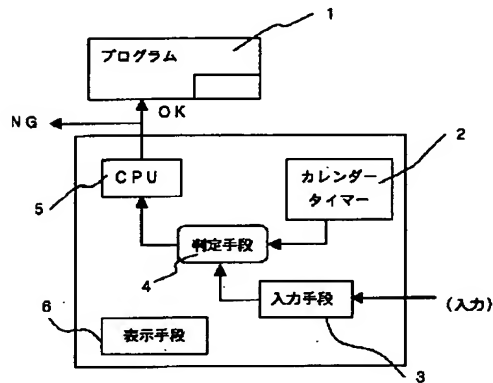 1
プログラム
OK
NG
2
CPU
5
カレンダー
タイマー
判定手段
4
入力手段
(入力)
6
表示手段
3